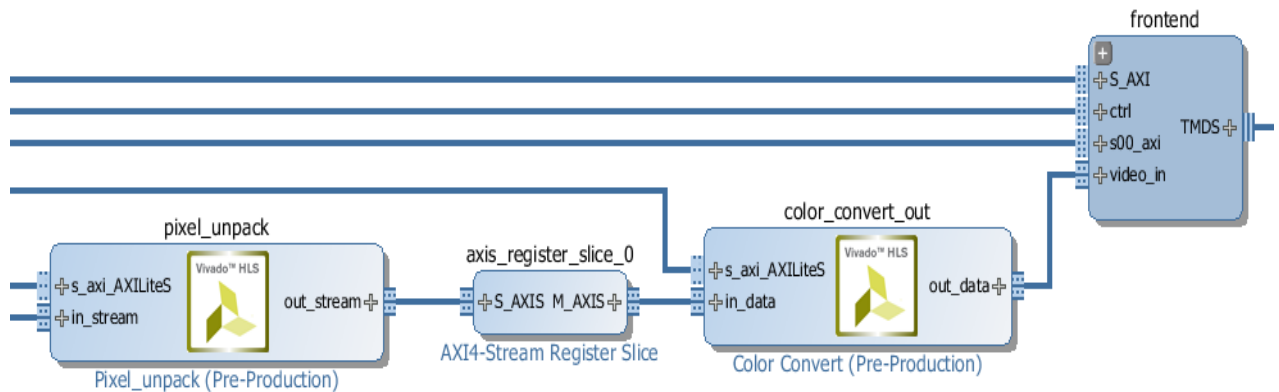 frontend
S_AXI
ctrl
s00_axi
video_in
TMDS
pixel_unpack
s_axi_AXILiteS
in_stream
Vivado™ HLS
out_stream
Pixel_unpack (Pre-Production)
axis_register_slice_0
S_AXIS M_AXIS
AXI4-Stream Register Slice
color_convert_out
s_axi_AXILiteS
in_data
Vivado™ HLS
out_data
Color Convert (Pre-Production)